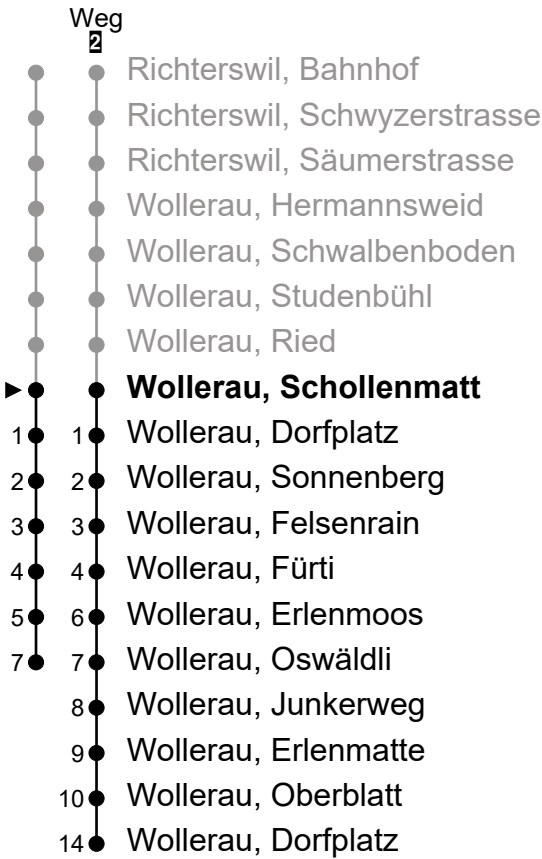 Weg
2
Richterswil, Bahnhof
Richterswil, Schwyzerstrasse
Richterswil, Säumerstrasse
Wollerau, Hermannsweid
Wollerau, Schwalbenboden
Wollerau, Studenbühl
Wollerau, Ried
Wollerau, Schollenmatt
1 1 Wollerau, Dorfplatz
2 2 Wollerau, Sonnenberg
3 3 Wollerau, Felsenrain
4 4 Wollerau, Fürti
5 6 Wollerau, Erlenmoos
7 7 Wollerau, Oswäldli
8 Wollerau, Junkerweg
9 Wollerau, Erlenmatte
10 Wollerau, Oberblatt
14 Wollerau, Dorfplatz